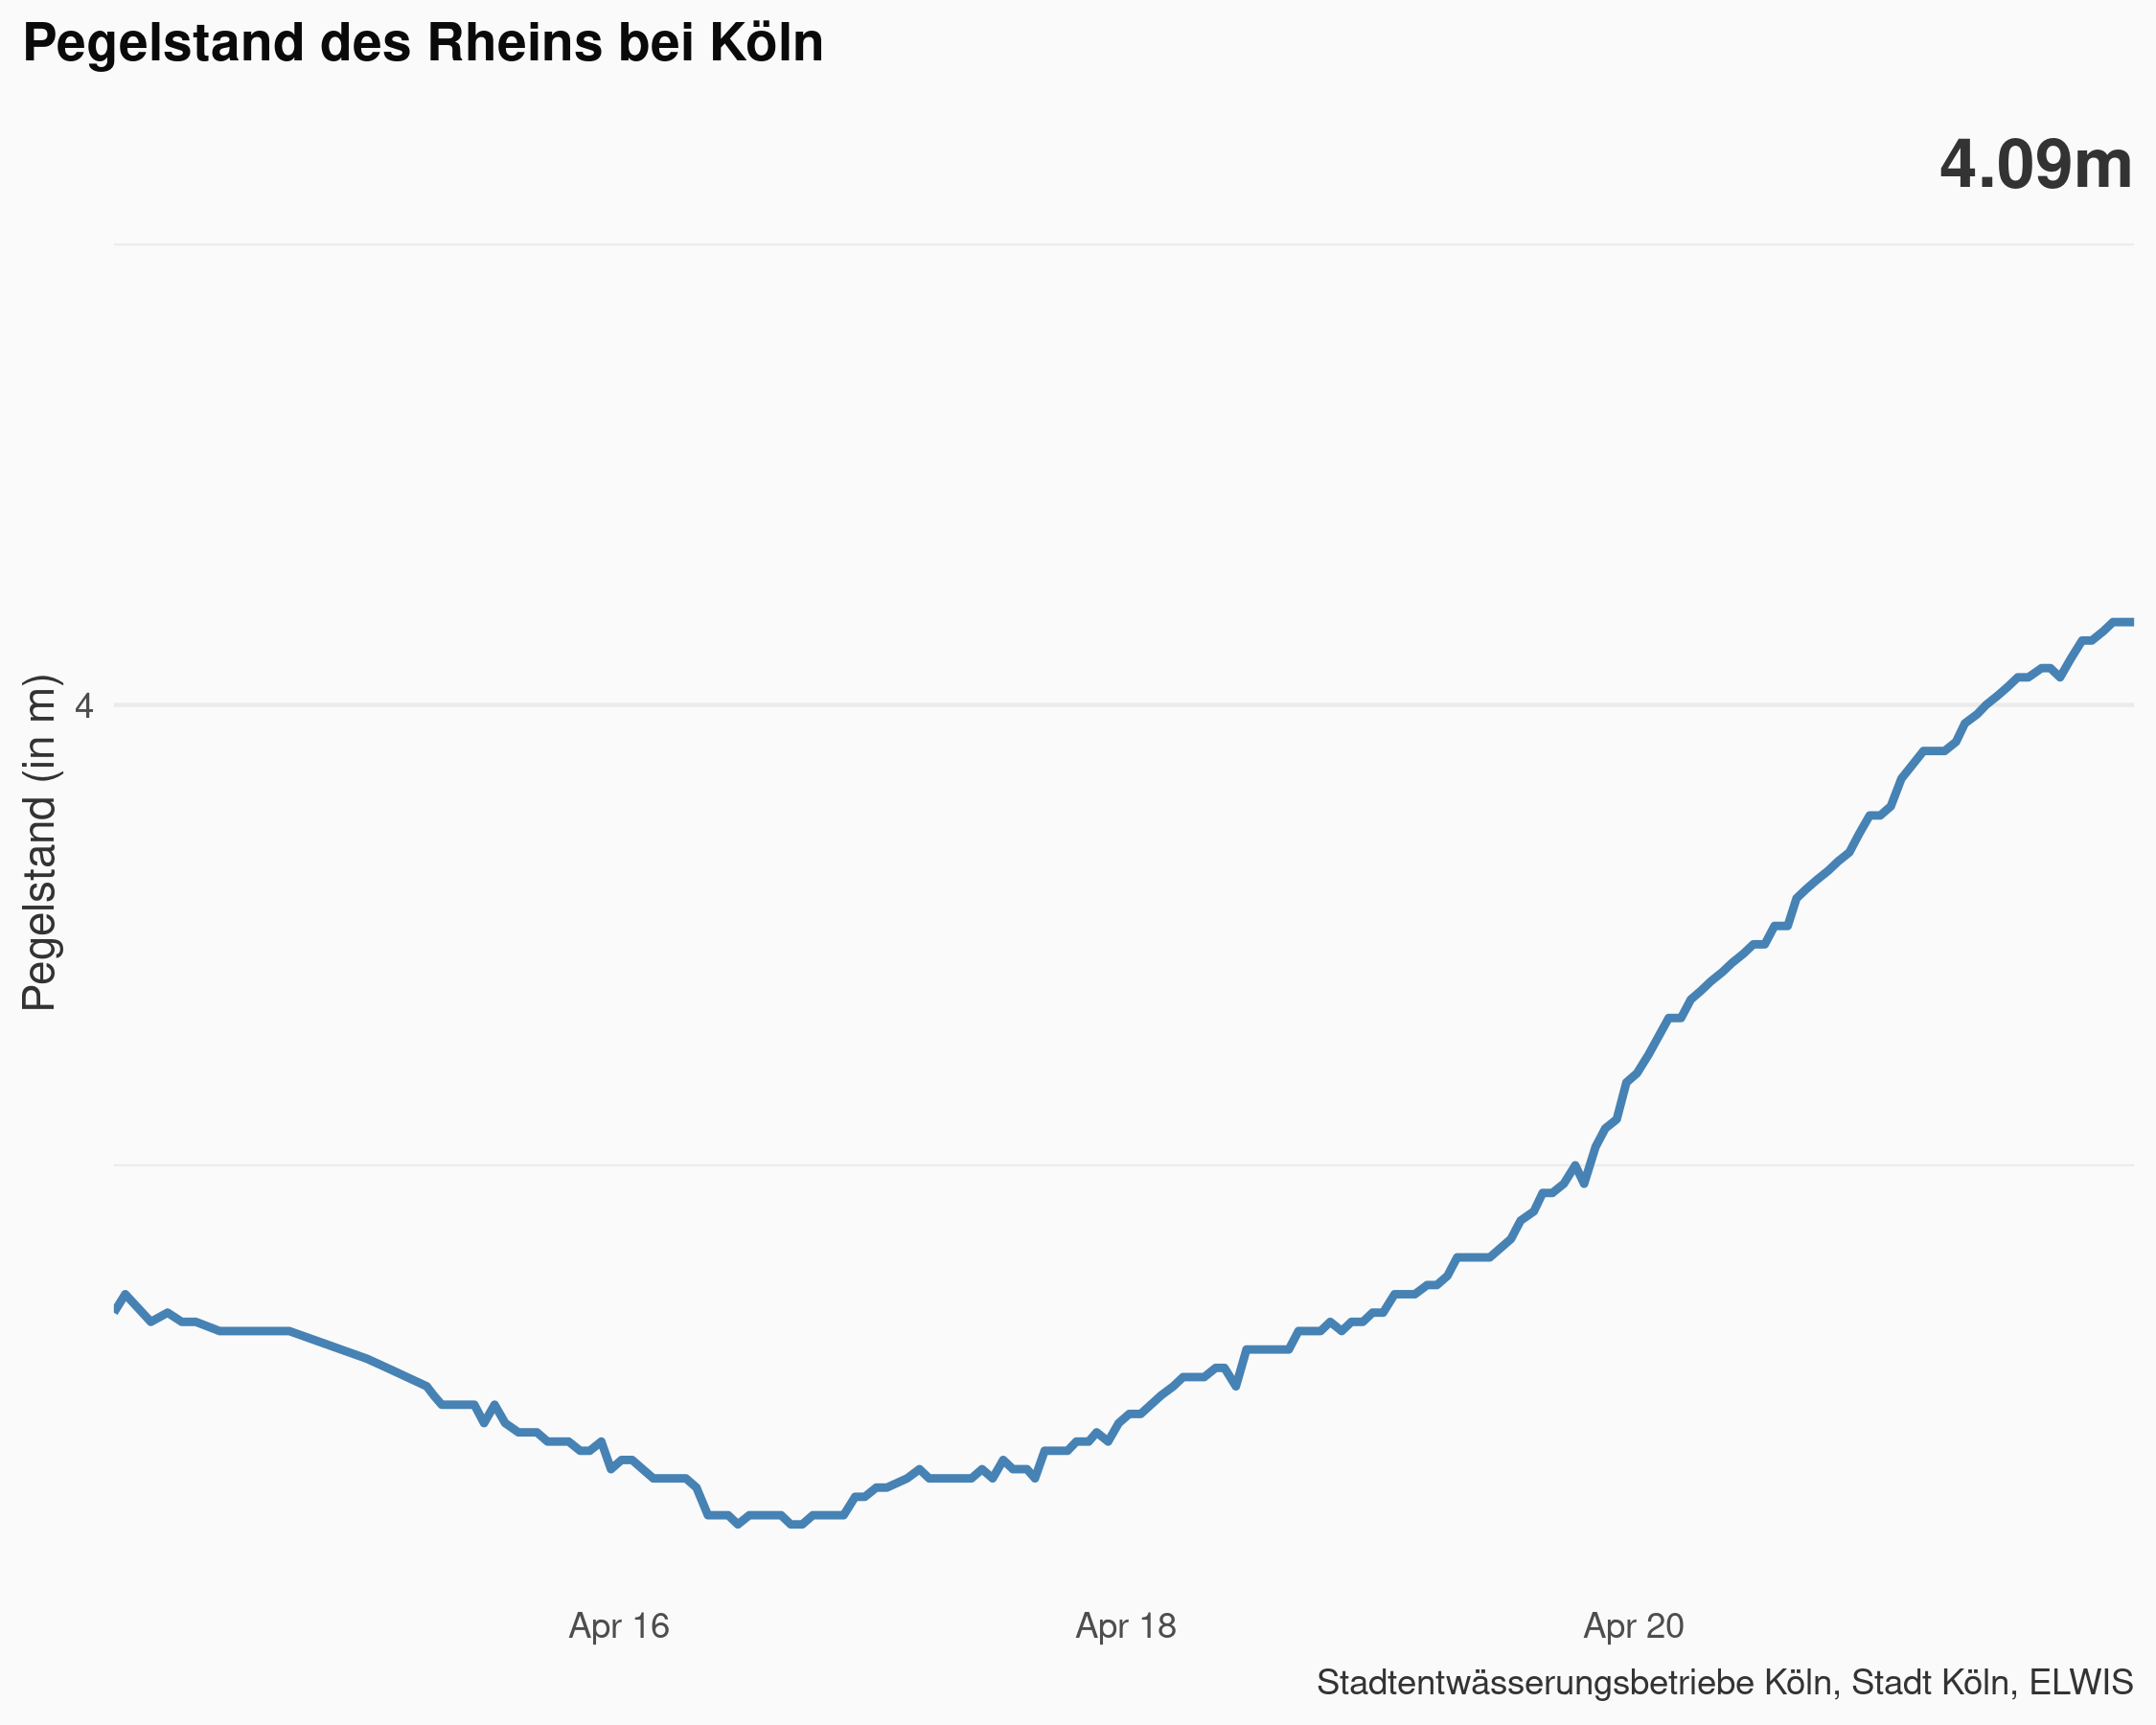 Pegelstand des Rheins bei Köln
4.09m
Pegelstand (in m)
4
Apr 16
Apr 18
Apr 20
Stadtentwässerungsbetriebe Köln, Stadt Köln, ELWIS